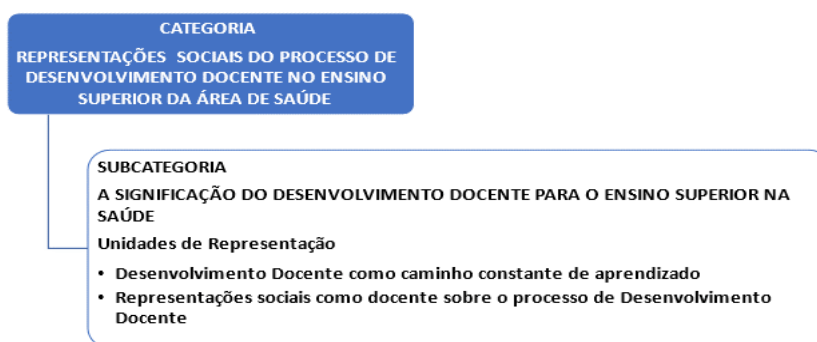 CATEGORIA
REPRESENTAÇÕES SOCIAIS DO PROCESSO DE
DESENVOLVIMENTO DOCENTE NO ENSINO
SUPERIOR DA ÁREA DE SAÚDE
SUBCATEGORIA
A SIGNIFICAÇÃO DO DESENVOLVIMENTO DOCENTE PARA O ENSINO SUPERIOR NA
SAÚDE
Unidades de Representação
• Desenvolvimento Docente como caminho constante de aprendizado
• Representações sociais como docente sobre o processo de Desenvolvimento
Docente